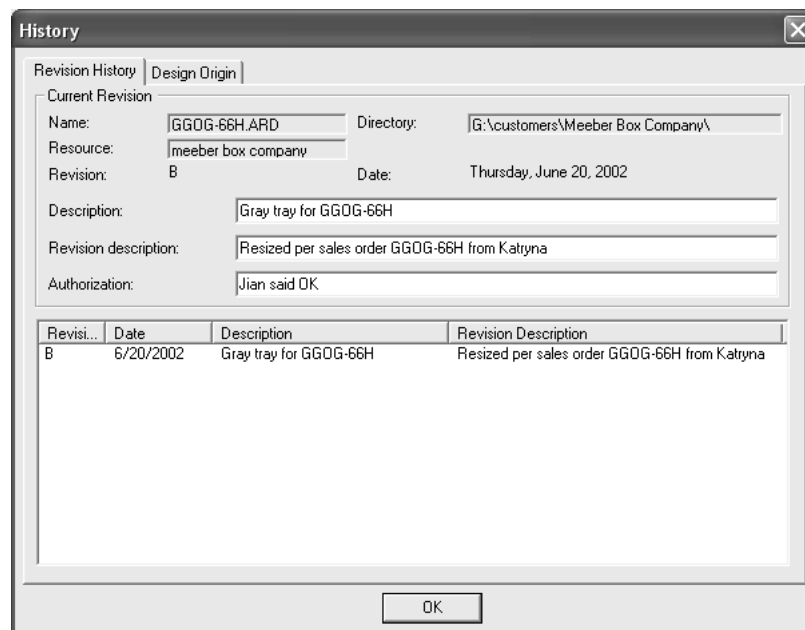 History
Revision History Design Origin
Current Revision
Name: GGOG-66H.ARD Directory: G:\customers\Meeber Box Company\
Resource: meeber box company
Revision: B Date: Thursday, June 20, 2002
Description: Gray tray for GGOG-66H
Revision description: Resized per sales order GGOG-66H from Katryna
Authorization: Jian said OK
Revisi... Date Description Revision Description
B 6/20/2002 Gray tray for GGOG-66H Resized per sales order GGOG-66H from Katryna
OK